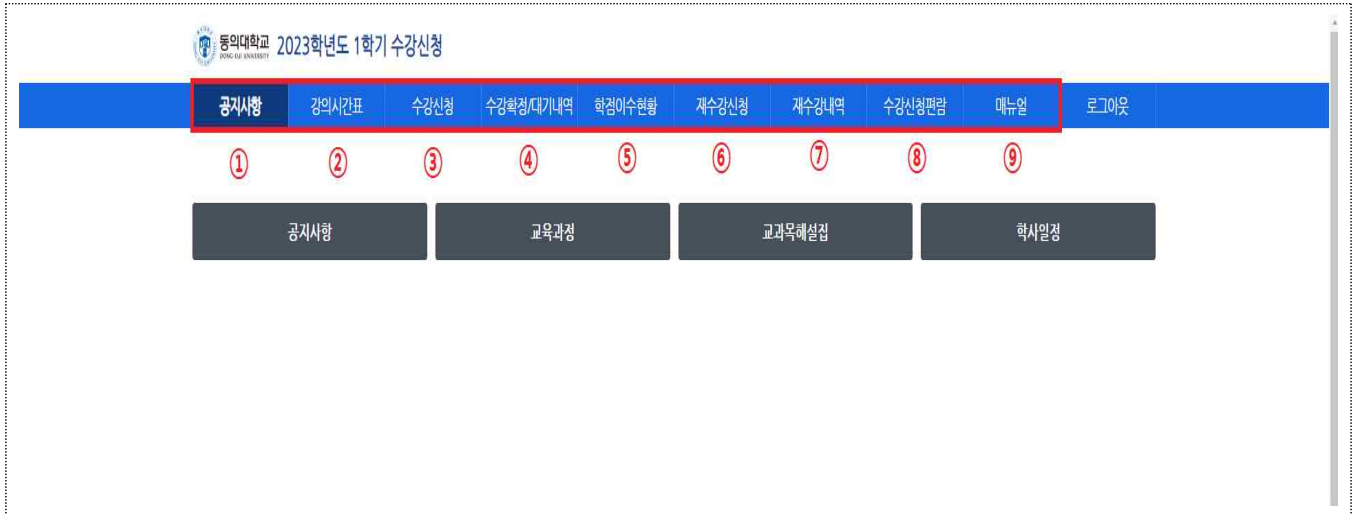 동의대학교 2023학년도 1학기 수강신청
DONG-EUI UNIVERSITY
공지사항 강의시간표 수강신청 수강확정/대기내역 학점이수현황 재수강신청 재수강내역 수강신청편람 매뉴얼 로그아웃
① ② ③ ④ ⑤ ⑥ ⑦ ⑧ ⑨
공지사항 교육과정 교과목해설집 학사일정